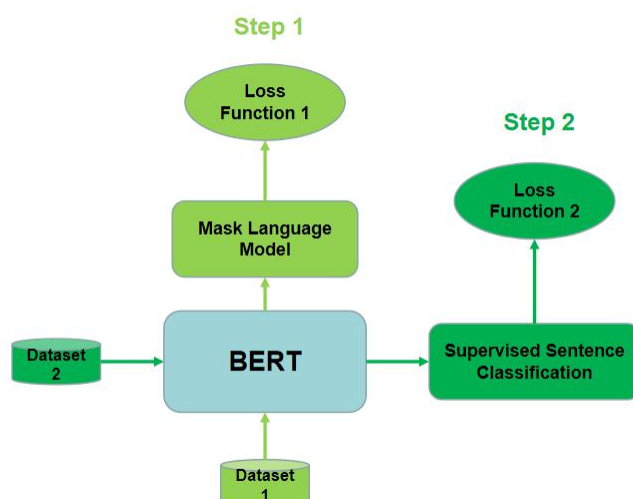 Step 1
Loss
Function 1
Step 2
Loss
Function 2
Mask Language
Model
Dataset
2
BERT
Supervised Sentence
Classification
Dataset
1